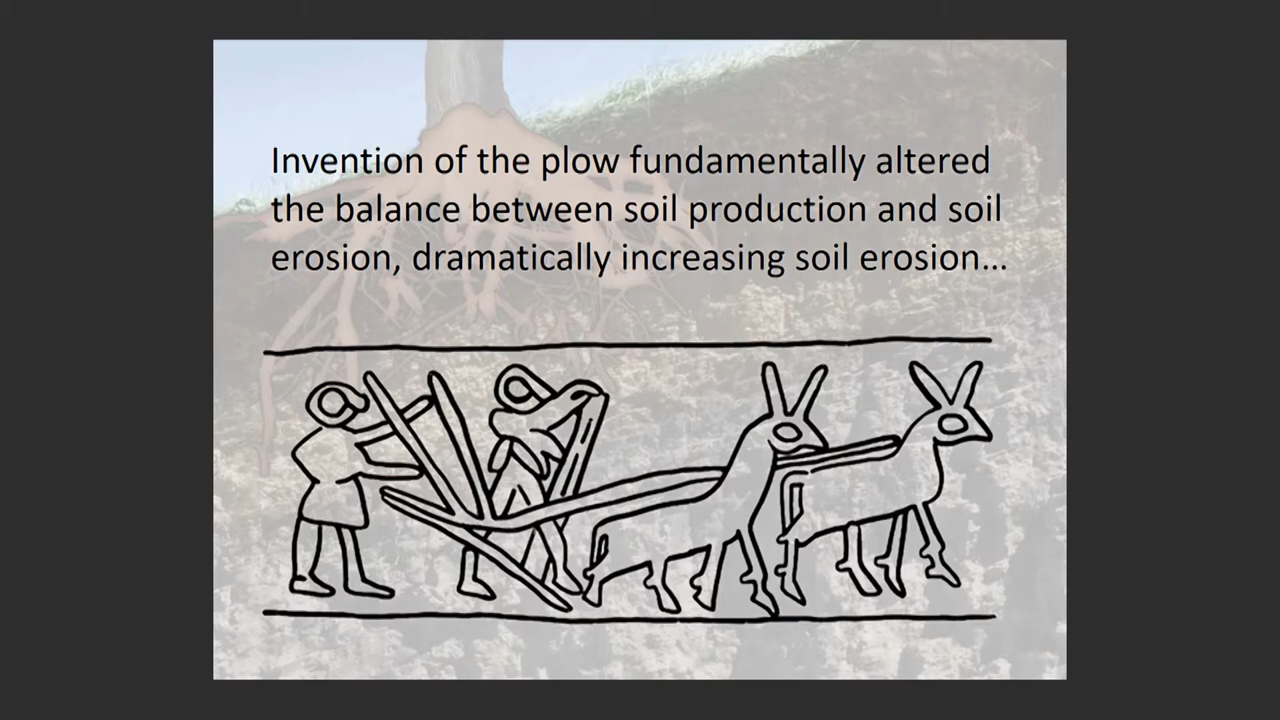 Invention of the plow fundamentally altered
the balance between soil production and soil
erosion, dramatically increasing soil erosion...